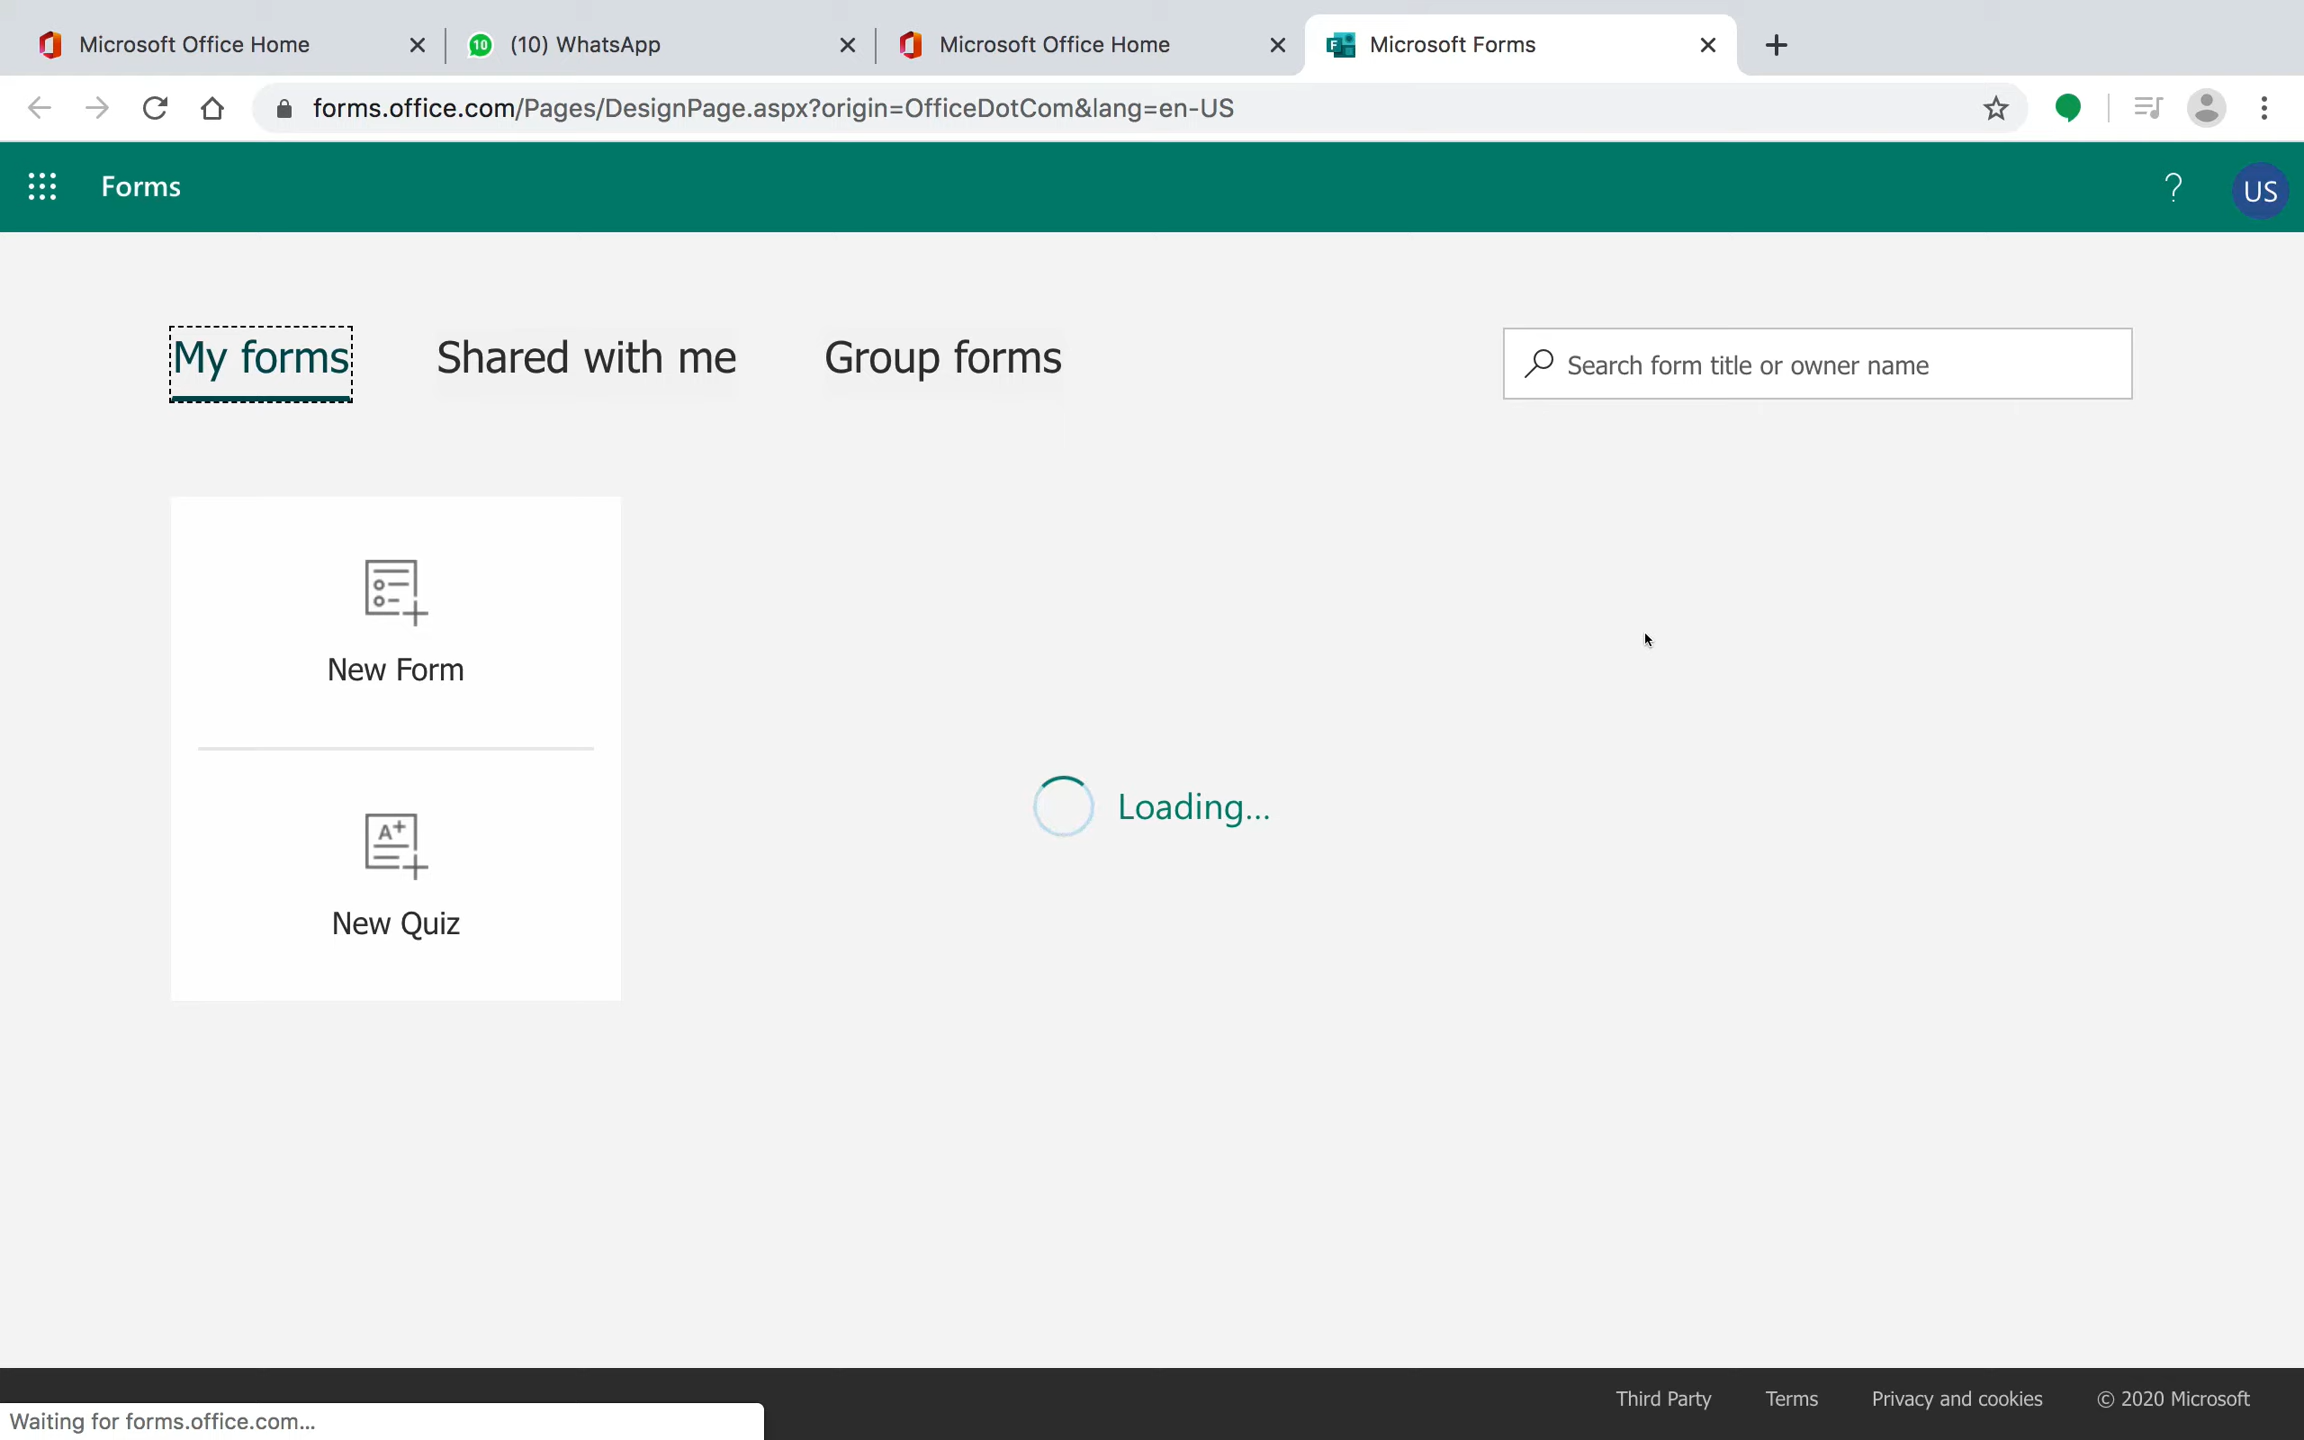 Microsoft Office Home
10
(10) WhatsApp
Microsoft Office Home
F
Microsoft Forms
forms.office.com/Pages/DesignPage.aspx?origin=OfficeDotCom&lang=en-US
Forms
?
US
My forms
Shared with me
Group forms
Search form title or owner name
New Form
A+
New Quiz
Loading...
Third Party
Terms
Privacy and cookies
© 2020 Microsoft
Waiting for forms.office.com...